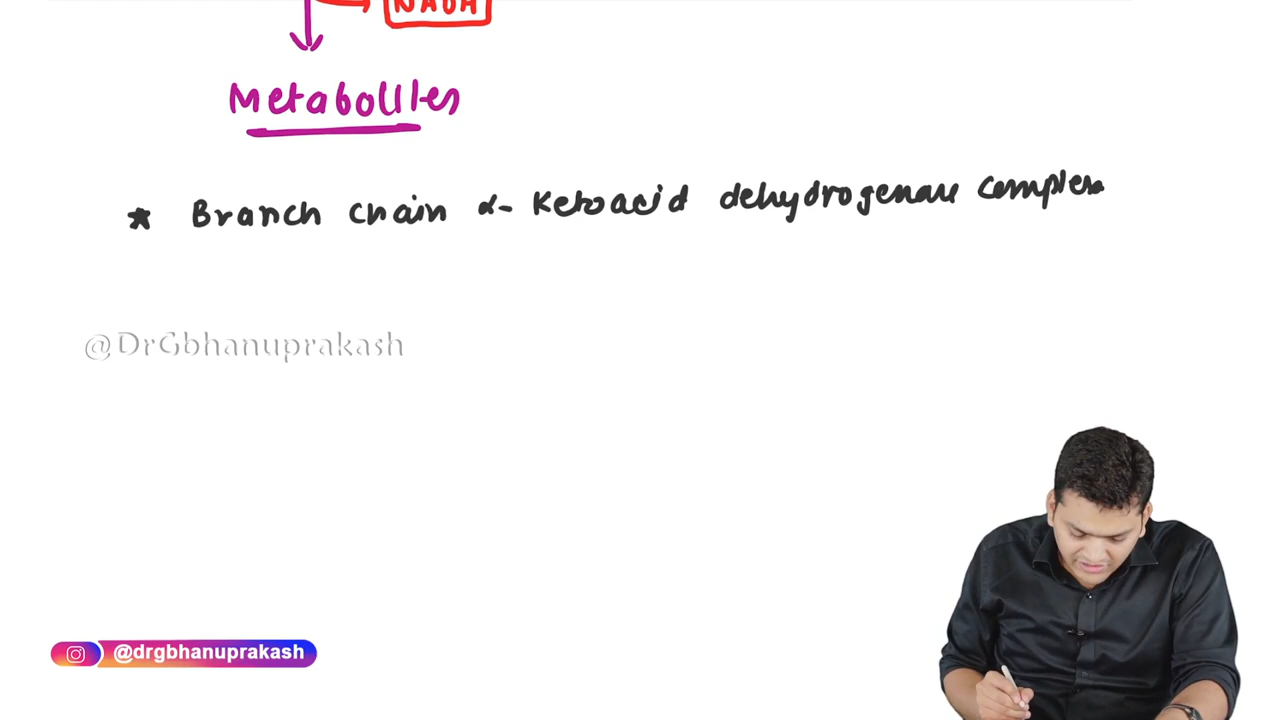 NADH
Metabolites
* Branch chain α- Ketoacid dehydrogenase complex
@DrGbhanuprakash
@drgbhanuprakash